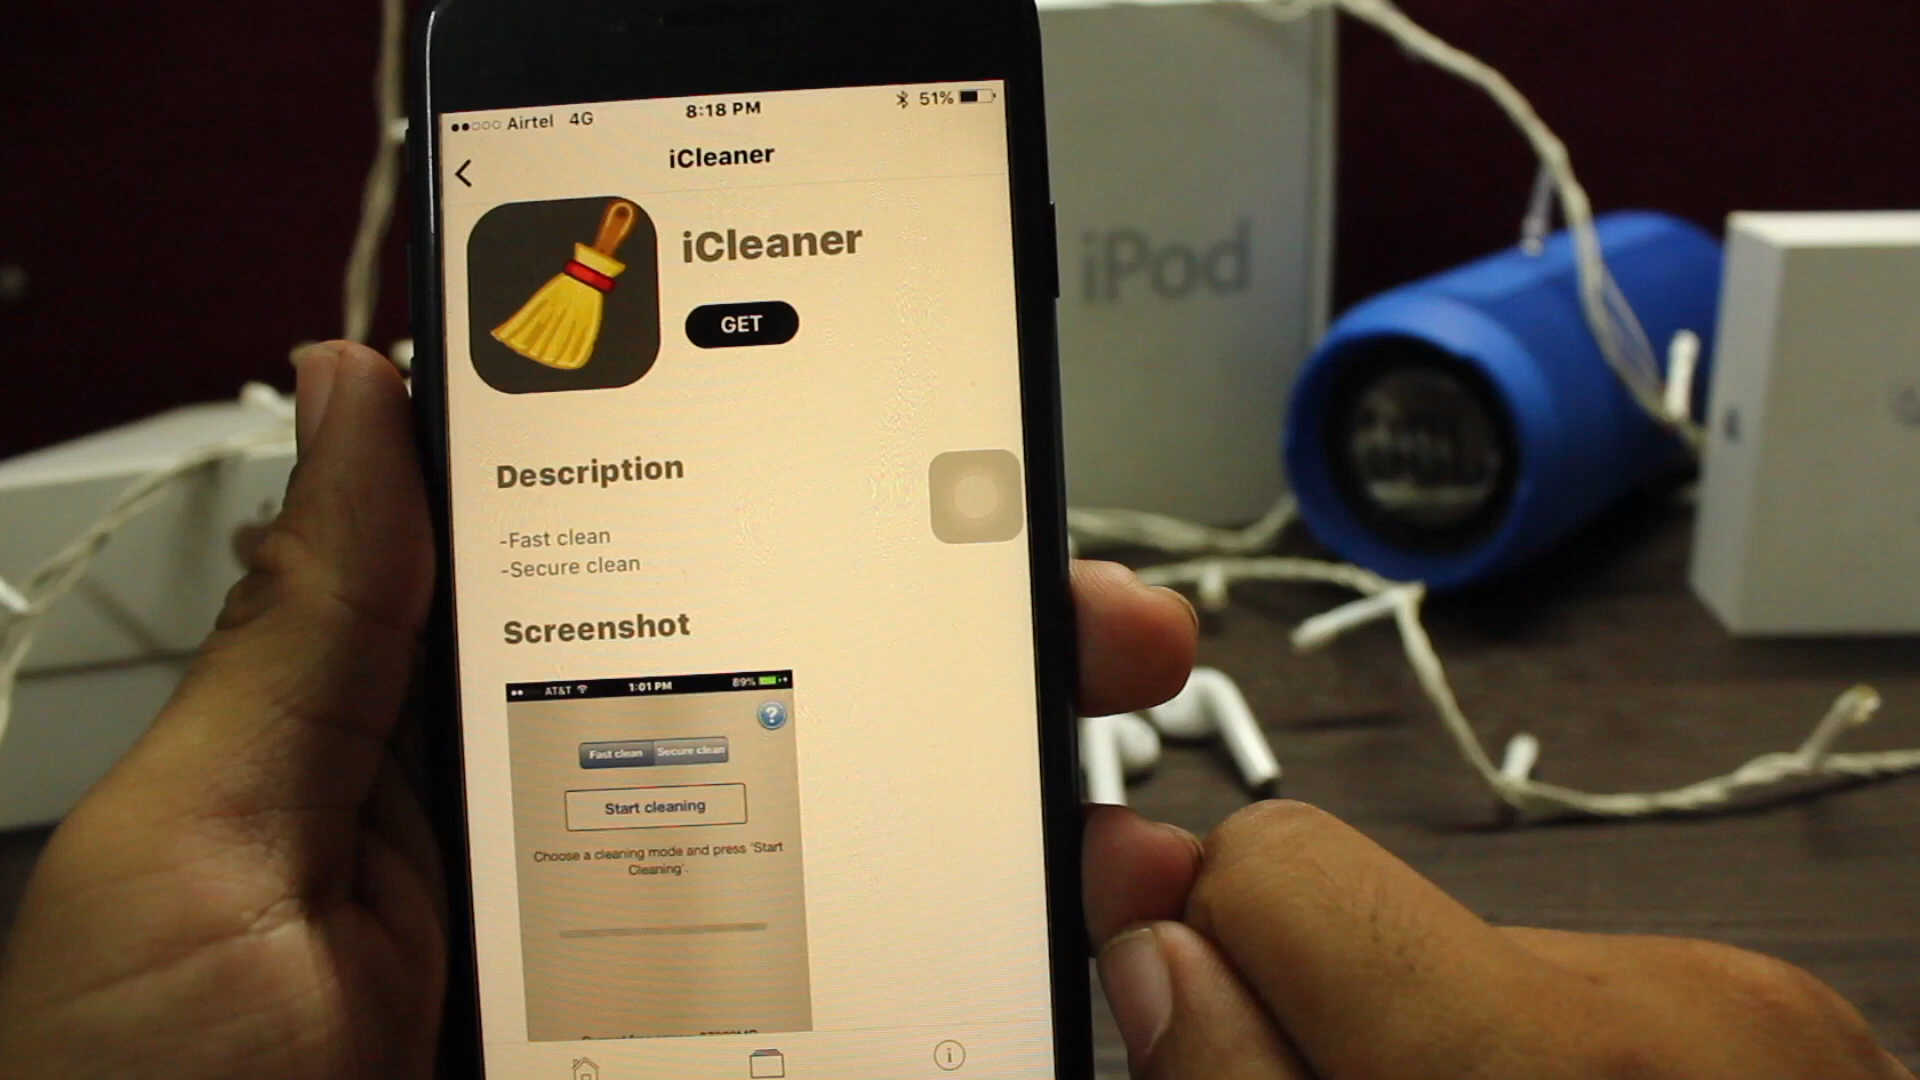 Airtel 4G 8:18 PM 51%
iCleaner
iCleaner
GET
Description
-Fast clean
-Secure clean
Screenshot
AT&T 1:01 PM 89%
?
Fast clean Secure clean
Start cleaning
Choose a cleaning mode and press 'Start
Cleaning'.
iPod